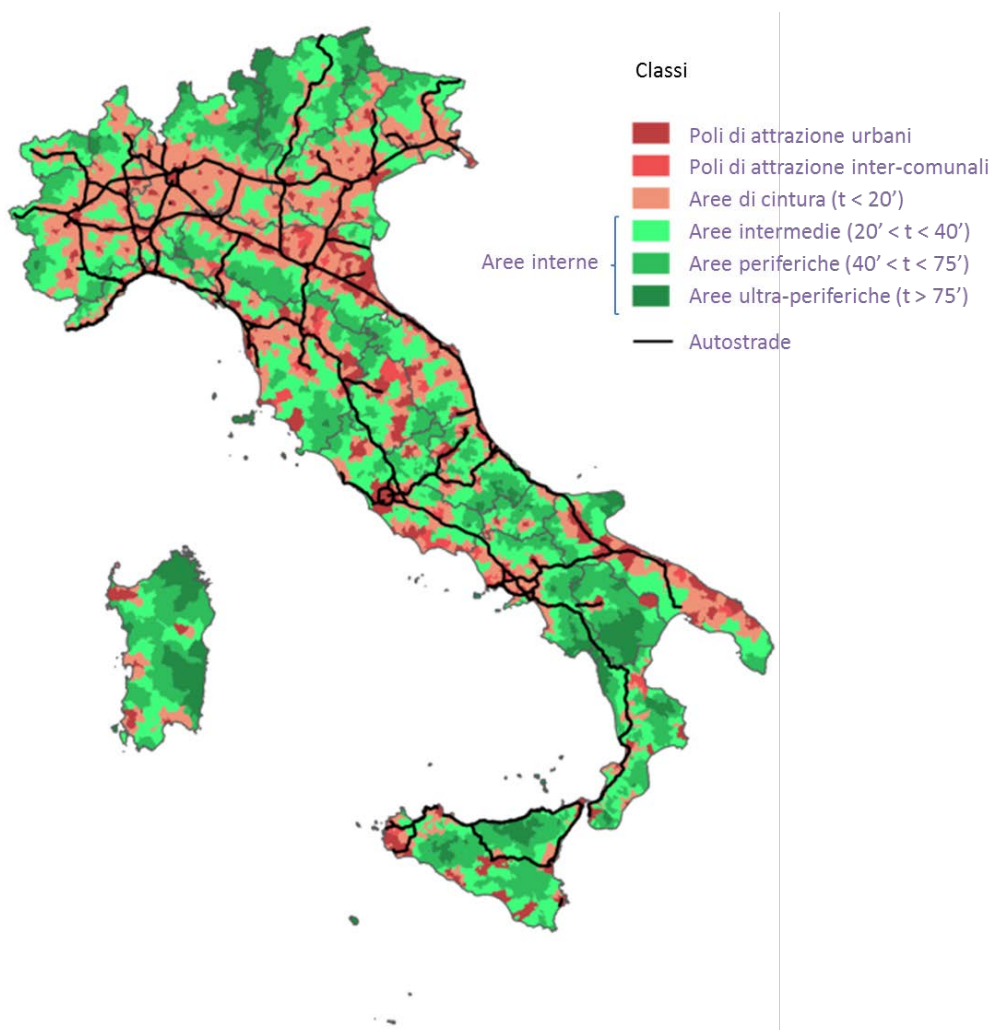 Classi
Poli di attrazione urbani
Poli di attrazione inter-comunali
Aree di cintura (t < 20’)
Aree intermedie (20’ < t < 40’)
Aree interne
Aree periferiche (40’ < t < 75’)
Aree ultra-periferiche (t > 75’)
Autostrade